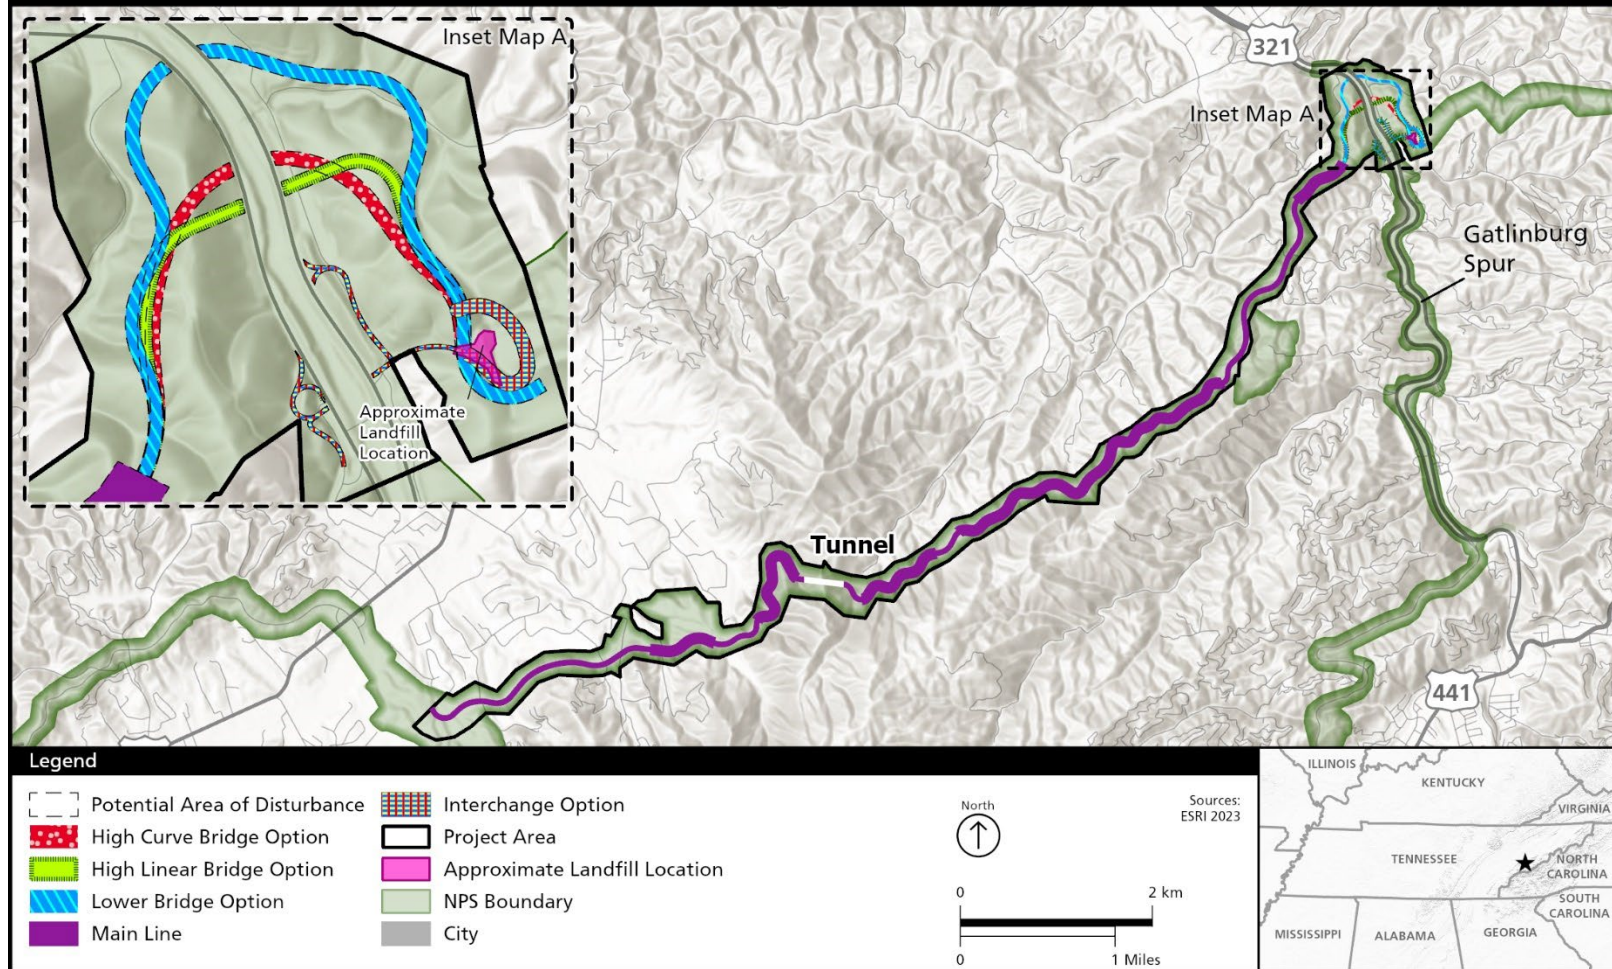 Inset Map A
321
Inset Map A
Gatlinburg
Spur
Approximate
Landfill
Location
Tunnel
441
Legend
Potential Area of Disturbance
High Curve Bridge Option
High Linear Bridge Option
Lower Bridge Option
Main Line
Interchange Option
Project Area
Approximate Landfill Location
NPS Boundary
City
North
Sources:
ESRI 2023
0 2 km
0 1 Miles
ILLINOIS
KENTUCKY
VIRGINIA
TENNESSEE
NORTH
CAROLINA
SOUTH
CAROLINA
MISSISSIPPI
ALABAMA
GEORGIA